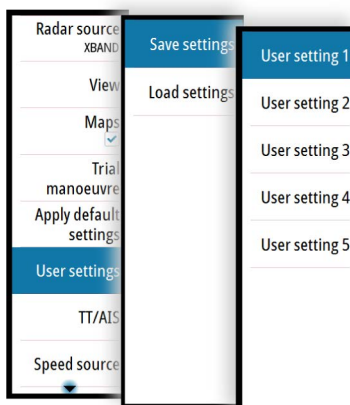 Radar source
XBAND
View
Maps
Trial
manoeuvre
Apply default
settings
User settings
TT/AIS
Speed source
Save settings
Load settings
User setting 1
User setting 2
User setting 3
User setting 4
User setting 5